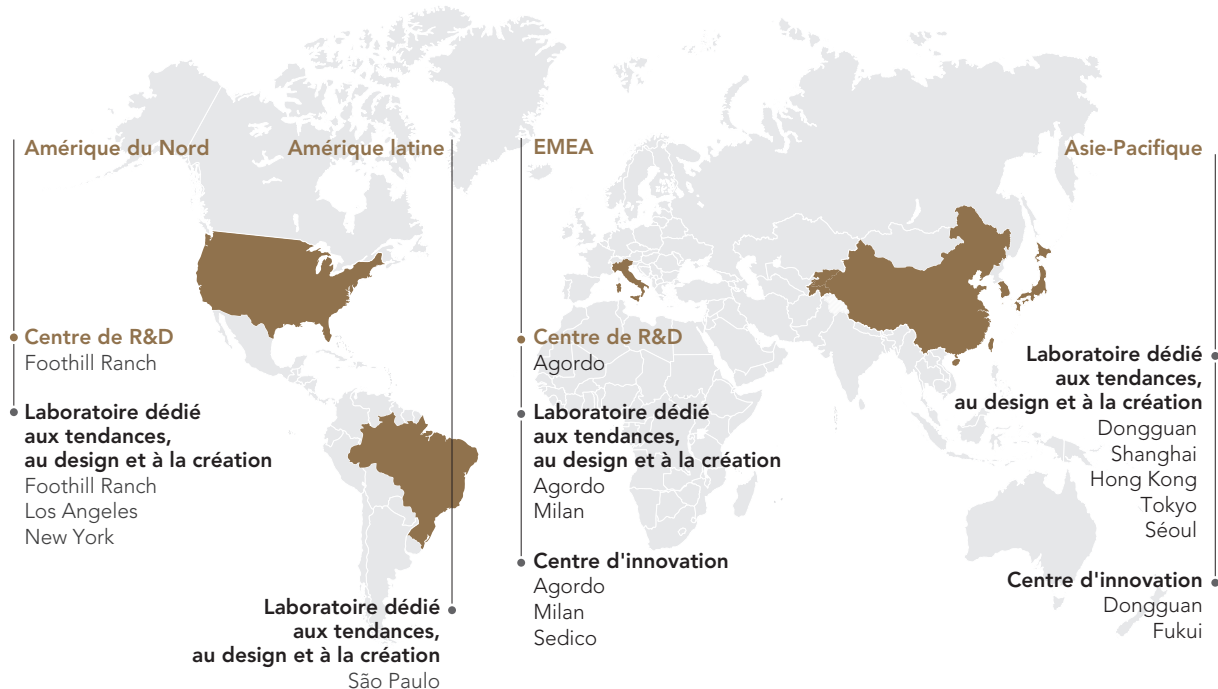 Amérique du Nord
Centre de R&D
Foothill Ranch
Laboratoire dédié
aux tendances,
au design et à la création
Foothill Ranch
Los Angeles
New York
Amérique latine
Laboratoire dédié
aux tendances,
au design et à la création
São Paulo
EMEA
Centre de R&D
Agordo
Laboratoire dédié
aux tendances,
au design et à la création
Agordo
Milan
Centre d'innovation
Agordo
Milan
Sedico
Asie-Pacifique
Laboratoire dédié
aux tendances,
au design et à la création
Dongguan
Shanghai
Hong Kong
Tokyo
Séoul
Centre d'innovation
Dongguan
Fukui